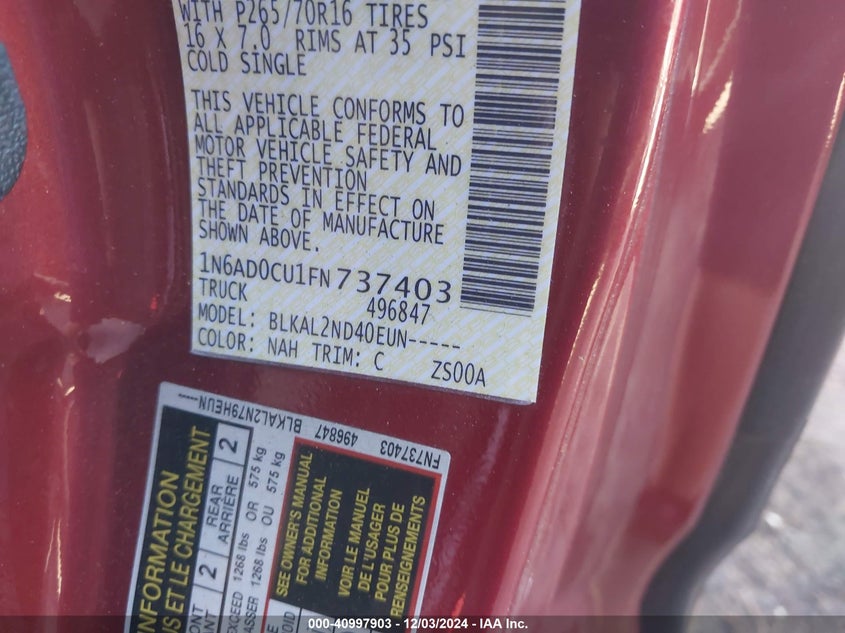 WITH P265/70R16 TIRES
16 X 7.0 RIMS AT 35 PSI
COLD SINGLE
THIS VEHICLE CONFORMS TO
ALL APPLICABLE FEDERAL
MOTOR VEHICLE SAFETY AND
THEFT PREVENTION
STANDARDS IN EFFECT ON
THE DATE OF MANUFACTURE
SHOWN ABOVE.
1N6AD0CU1FN737403
TRUCK 496847
MODEL: BLKAL2ND40EUN-----
COLOR: NAH TRIM: C ZS00A
FN737403 496847 BLKAL2N79HEUN--
INFORMATION
ET LE CHARGEMENT
2 REAR 2
ARRIÈRE
EXCEED 1268 lbs OR 575 kg
1268 lbs OU 575 kg
SEE OWNER'S MANUAL
FOR ADDITIONAL
INFORMATION
VOIR LE MANUEL
DE L'USAGER
POUR PLUS DE
RENSEIGNEMENTS
000-40997903 - 12/03/2024 - IAA Inc.